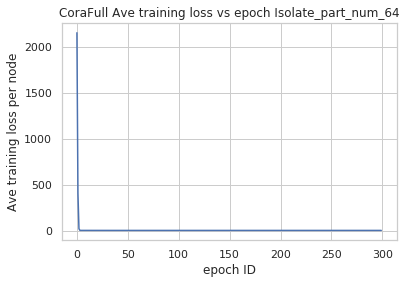 CoraFull Ave training loss vs epoch Isolate_part_num_64
Ave training loss per node
2000
1500
1000
500
0
0 50 100 150 200 250 300
epoch ID